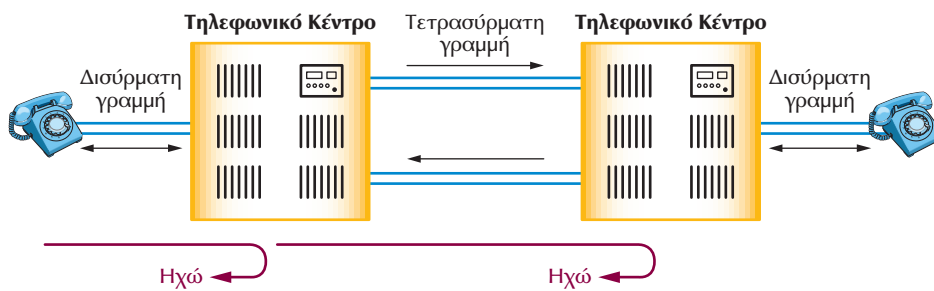 Τηλεφωνικό Κέντρο
Τετρασύρματη
γραμμή
Τηλεφωνικό Κέντρο
Δισύρματη
γραμμή
Δισύρματη
γραμμή
Ηχώ
Ηχώ